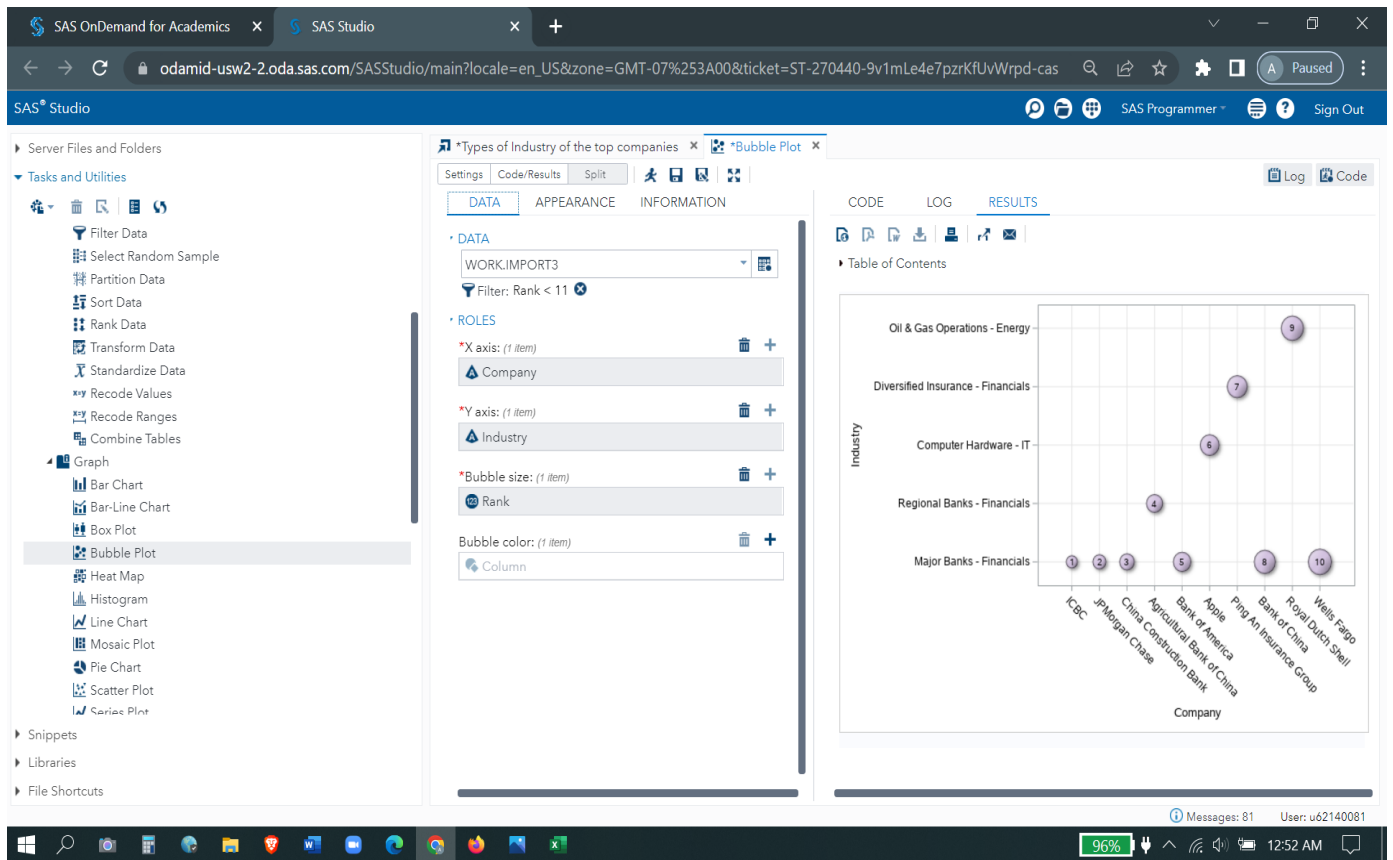 SAS OnDemand for Academics
SAS Studio
odamid-usw2-2.oda.sas.com/SASStudio/main?locale=en_US&zone=GMT-07%253A00&ticket=ST-270440-9v1mLe4e7pzrKfUvWrpd-cas
A Paused
SAS® Studio
SAS Programmer
Sign Out
Server Files and Folders
Tasks and Utilities
Filter Data
Select Random Sample
Partition Data
Sort Data
Rank Data
Transform Data
Standardize Data
Recode Values
Recode Ranges
Combine Tables
Graph
Bar Chart
Bar-Line Chart
Box Plot
Bubble Plot
Heat Map
Histogram
Line Chart
Mosaic Plot
Pie Chart
Scatter Plot
Series Plot
Snippets
Libraries
File Shortcuts
*Types of Industry of the top companies
*Bubble Plot
Settings Code/Results Split
Log Code
DATA APPEARANCE INFORMATION
DATA
WORK.IMPORT3
Filter: Rank < 11
ROLES
*X axis: (1 item)
Company
*Y axis: (1 item)
Industry
*Bubble size: (1 item)
123 Rank
Bubble color: (1 item)
Column
CODE LOG RESULTS
Table of Contents
Industry
Oil & Gas Operations - Energy
9
Diversified Insurance - Financials
7
Computer Hardware - IT
6
Regional Banks - Financials
4
Major Banks - Financials
1 2 3 5 8 10
ICBC
JPMorgan Chase
China Construction Bank
Agricultural Bank of China
Bank of America
Apple
Ping An Insurance Group
Bank of China
Royal Dutch Shell
Wells Fargo
Company
Messages: 81 User: u62140081
96% 12:52 AM